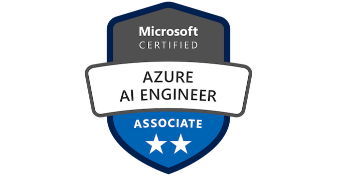 Microsoft
CERTIFIED
AZURE
AI ENGINEER
ASSOCIATE